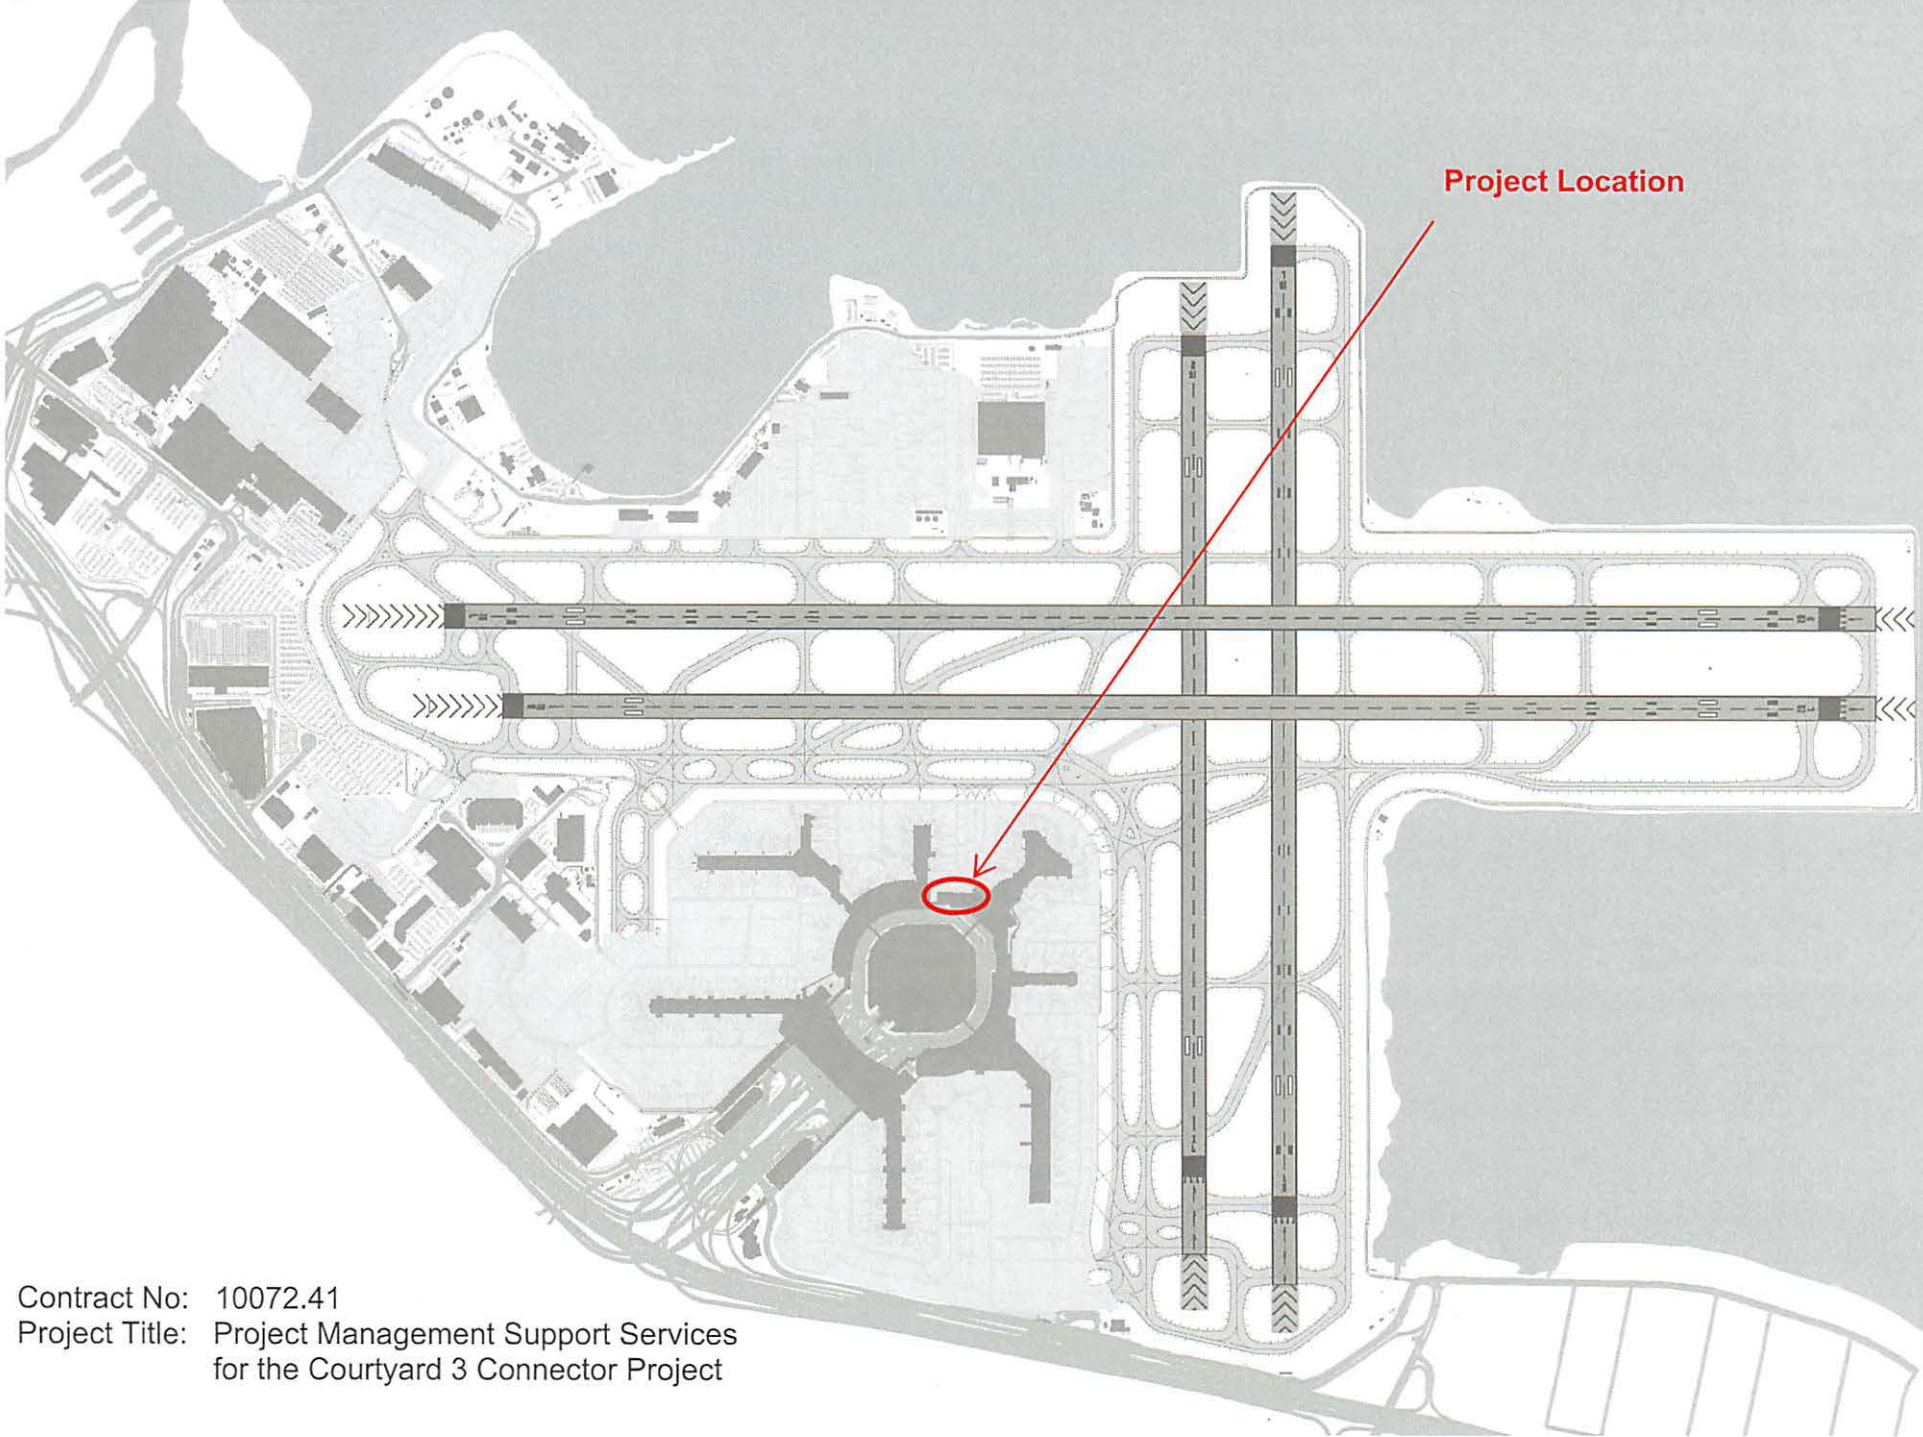 Project Location
Contract No: 10072.41
Project Title: Project Management Support Services
for the Courtyard 3 Connector Project